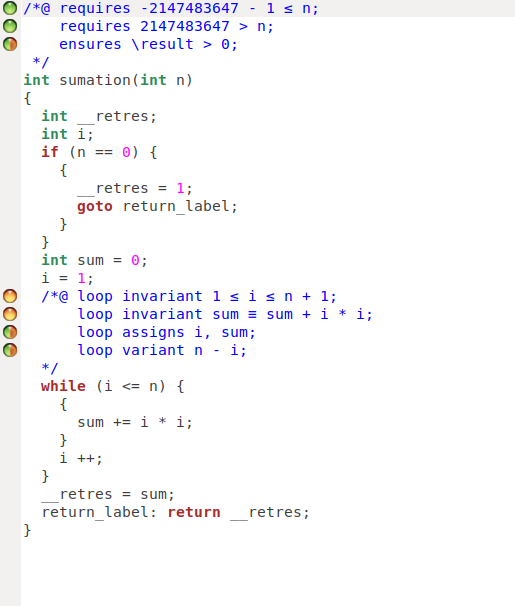 /*@ requires -2147483647 - 1 ≤ n;
    requires 2147483647 > n;
    ensures \result > 0;
 */
int sumation(int n)
{
  int __retres;
  int i;
  if (n == 0) {
    {
      __retres = 1;
      goto return_label;
    }
  }
  int sum = 0;
  i = 1;
  /*@ loop invariant 1 ≤ i ≤ n + 1;
      loop invariant sum ≡ sum + i * i;
      loop assigns i, sum;
      loop variant n - i;
  */
  while (i <= n) {
    {
      sum += i * i;
    }
    i ++;
  }
  __retres = sum;
  return_label: return __retres;
}